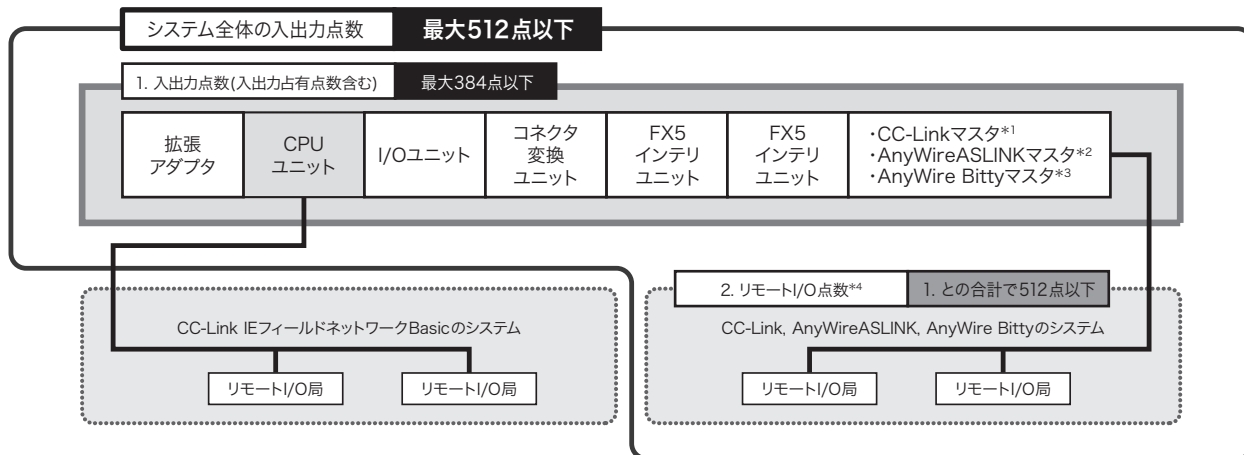 システム全体の入出力点数 最大512点以下
1. 入出力点数(入出力占有点数含む) 最大384点以下
拡張
アダプタ
CPU
ユニット
I/Oユニット
コネクタ
変換
ユニット
FX5
インテリ
ユニット
FX5
インテリ
ユニット
・CC-Linkマスタ*1
・AnyWireASLINKマスタ*2
・AnyWire Bittyマスタ*3
2. リモートI/O点数*4 1. との合計で512点以下
CC-Link IEフィールドネットワークBasicのシステム
CC-Link, AnyWireASLINK, AnyWire Bittyのシステム
リモートI/O局 リモートI/O局
リモートI/O局 リモートI/O局